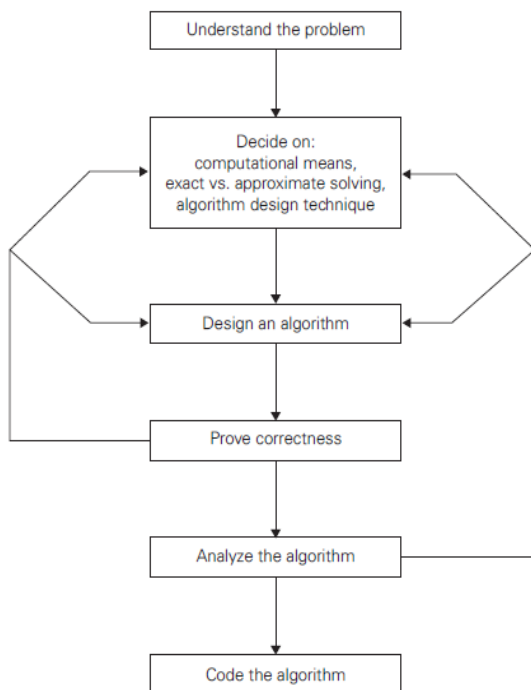 Understand the problem
Decide on:
computational means,
exact vs. approximate solving,
algorithm design technique
Design an algorithm
Prove correctness
Analyze the algorithm
Code the algorithm